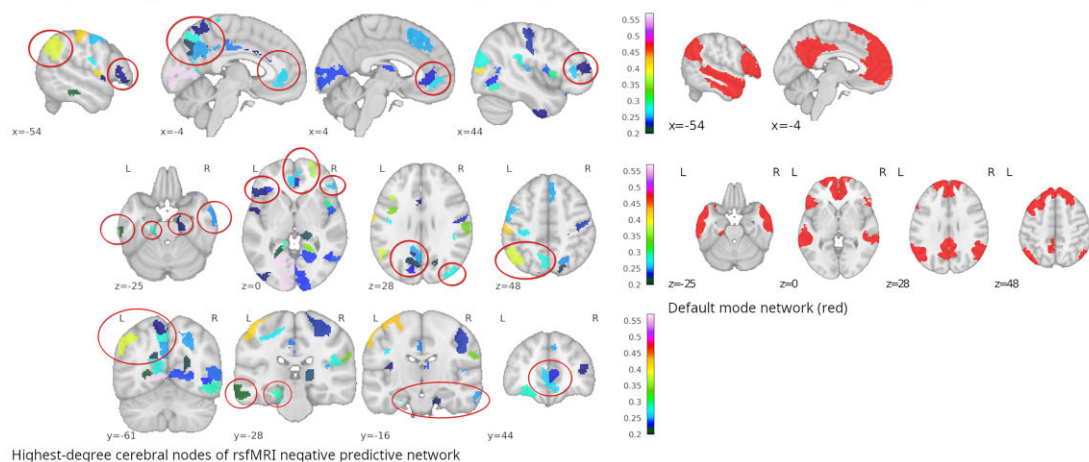 0.55
0.5
0.45
0.4
0.35
0.3
0.25
0.2
x=-54
x=-4
x=4
x=44
x=-54
x=-4
L R
L R
0.55
0.5
0.45
0.4
0.35
0.3
0.25
0.2
L R
L
L
L
z=-25
z=0
z=28
z=48
z=-25
z=0
z=28
z=48
Default mode network (red)
L R
L R
0.55
0.5
0.45
0.4
0.35
0.3
0.25
0.2
y=-61
y=-28
y=-16
y=44
Highest-degree cerebral nodes of rsfMRI negative predictive network